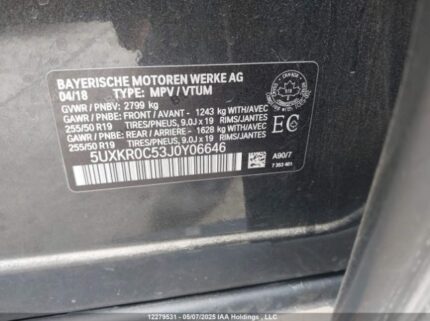 BAYERISCHE MOTOREN WERKE AG
04/18 TYPE: MPV / VTUM
GVWR / PNBV: 2799 kg
GAWR / PNBE: FRONT / AVANT - 1243 kg WITH/AVEC
255/50 R19 TIRES/PNEUS, 9.0J x 19 RIMS/JANTES
GAWR / PNBE: REAR / ARRIÈRE - 1628 kg WITH/AVEC
255/50 R19 TIRES/PNEUS, 9.0J x 19 RIMS/JANTES
EC
5UXKR0C53J0Y06646
A90/7
12279531 - 05/07/2025 IAA Holdings , LLC